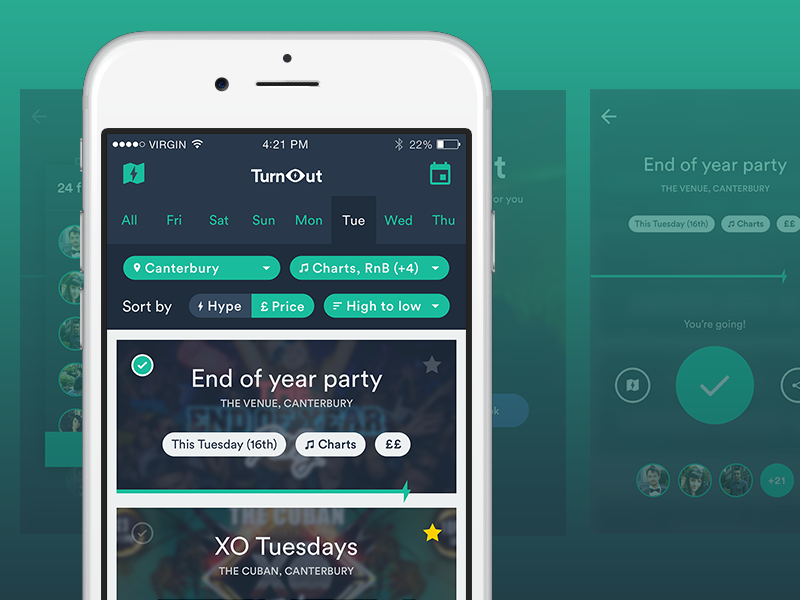 VIRGIN 4:21 PM 22%
TurnOut
All Fri Sat Sun Mon Tue Wed Thu
Canterbury Charts, RnB (+4)
Sort by Hype £ Price High to low
End of year party
THE VENUE, CANTERBURY
This Tuesday (16th) Charts ££
THE CUBAN
XO Tuesdays
THE CUBAN, CANTERBURY
24 f
t
or you
k
End of year party
THE VENUE, CANTERBURY
This Tuesday (16th) Charts ££
You're going!
+21